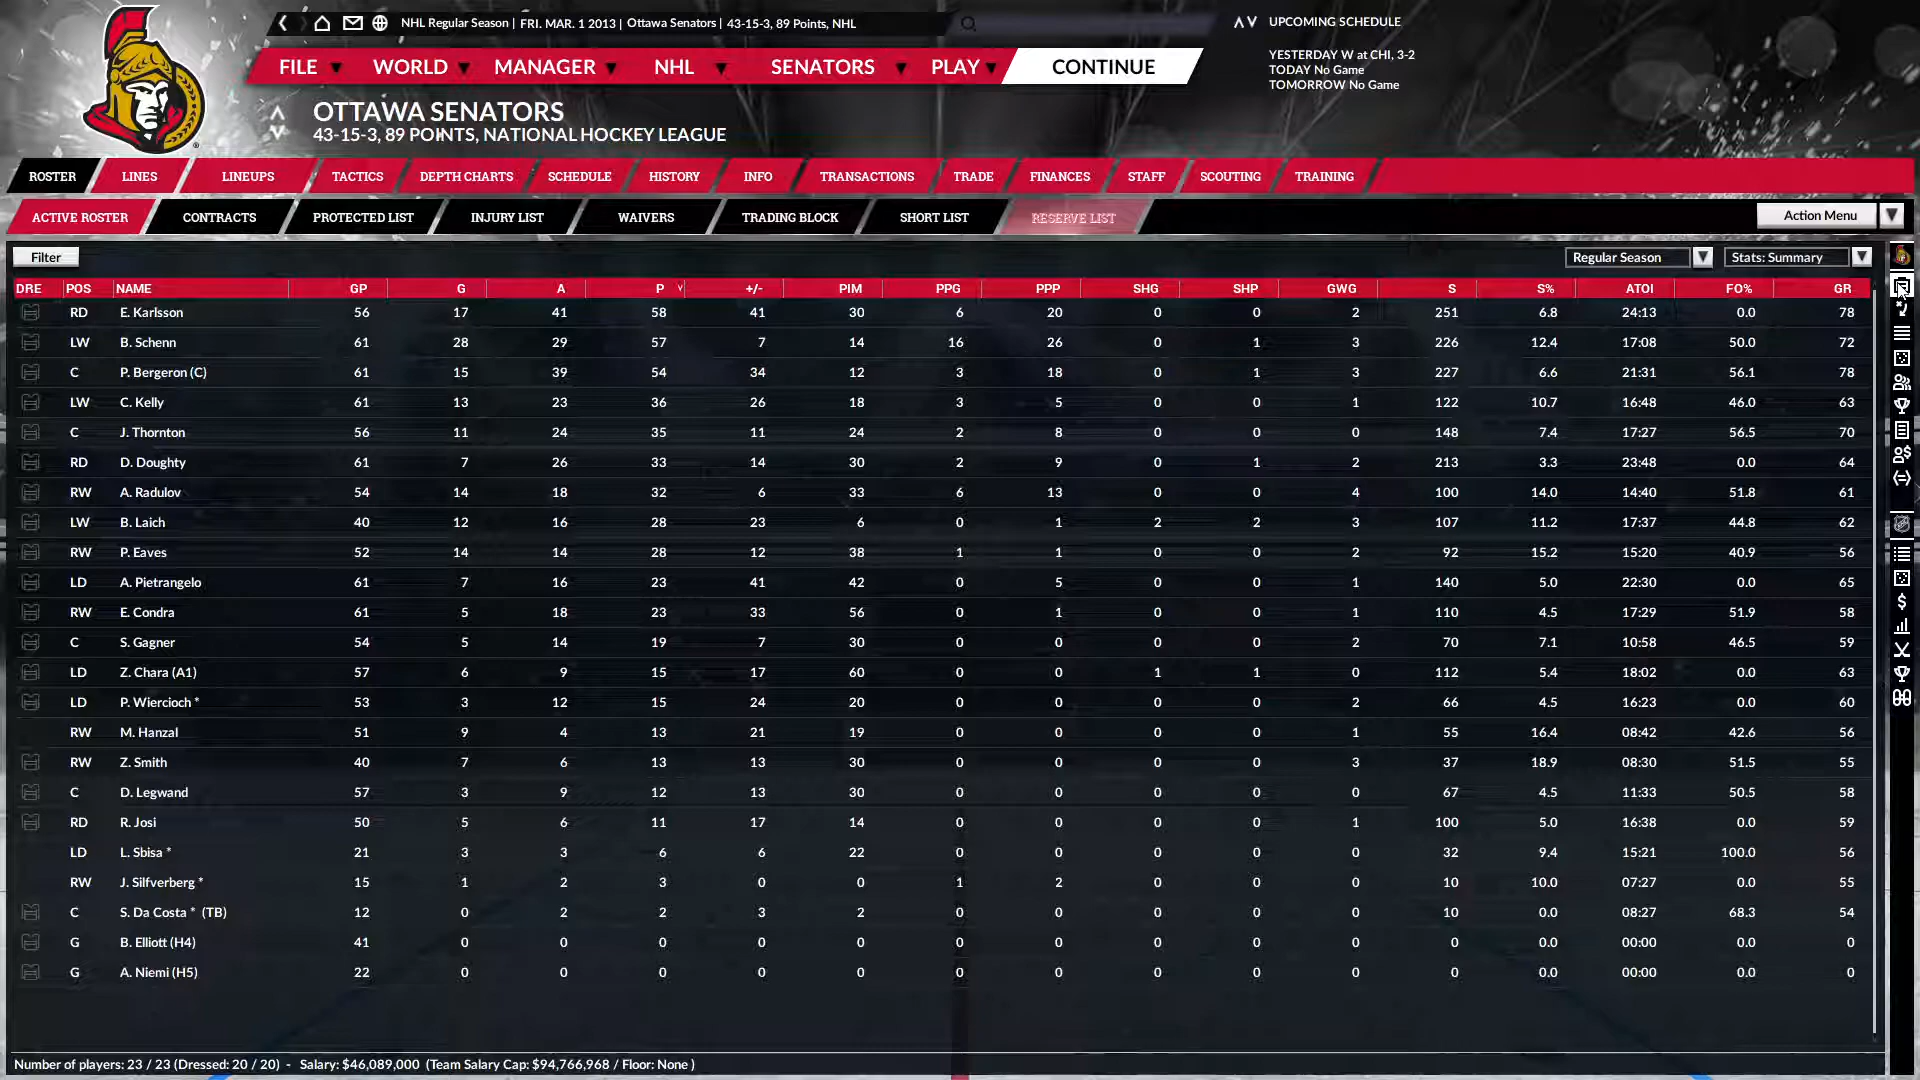 NHL Regular Season | FRI. MAR. 1 2013 | Ottawa Senators | 43-15-3, 89 Points, NHL
UPCOMING SCHEDULE
YESTERDAY W at CHI, 3-2
TODAY No Game
TOMORROW No Game
FILE WORLD MANAGER NHL SENATORS PLAY CONTINUE
OTTAWA SENATORS
43-15-3, 89 POINTS, NATIONAL HOCKEY LEAGUE
ROSTER LINES LINEUPS TACTICS DEPTH CHARTS SCHEDULE HISTORY INFO TRANSACTIONS TRADE FINANCES STAFF SCOUTING TRAINING
ACTIVE ROSTER CONTRACTS PROTECTED LIST INJURY LIST WAIVERS TRADING BLOCK SHORT LIST RESERVE LIST Action Menu
Filter Regular Season Stats: Summary
DRE POS NAME GP G A P +/- PIM PPG PPP SHG SHP GWG S S% ATOI FO% GR
RD E. Karlsson 56 17 41 58 41 30 6 20 0 0 2 251 6.8 24:13 0.0 78
LW B. Schenn 61 28 29 57 7 14 16 26 0 1 3 226 12.4 17:08 50.0 72
C P. Bergeron (C) 61 15 39 54 34 12 3 18 0 1 3 227 6.6 21:31 56.1 78
LW C. Kelly 61 13 23 36 26 18 3 5 0 0 1 122 10.7 16:48 46.0 63
C J. Thornton 56 11 24 35 11 24 2 8 0 0 0 148 7.4 17:27 56.5 70
RD D. Doughty 61 7 26 33 14 30 2 9 0 1 2 213 3.3 23:48 0.0 64
RW A. Radulov 54 14 18 32 6 33 6 13 0 0 4 100 14.0 14:40 51.8 61
LW B. Laich 40 12 16 28 23 6 0 1 2 2 3 107 11.2 17:37 44.8 62
RW P. Eaves 52 14 14 28 12 38 1 1 0 0 2 92 15.2 15:20 40.9 56
LD A. Pietrangelo 61 7 16 23 41 42 0 5 0 0 1 140 5.0 22:30 0.0 65
RW E. Condra 61 5 18 23 33 56 0 1 0 0 1 110 4.5 17:29 51.9 58
C S. Gagner 54 5 14 19 7 30 0 0 0 0 2 70 7.1 10:58 46.5 59
LD Z. Chara (A1) 57 6 9 15 17 60 0 0 1 1 0 112 5.4 18:02 0.0 63
LD P. Wiercioch * 53 3 12 15 24 20 0 0 0 0 2 66 4.5 16:23 0.0 60
RW M. Hanzal 51 9 4 13 21 19 0 0 0 0 1 55 16.4 08:42 42.6 56
RW Z. Smith 40 7 6 13 13 30 0 0 0 0 3 37 18.9 08:30 51.5 55
C D. Legwand 57 3 9 12 13 30 0 0 0 0 0 67 4.5 11:33 50.5 58
RD R. Josi 50 5 6 11 17 14 0 0 0 0 1 100 5.0 16:38 0.0 59
LD L. Sbisa * 21 3 3 6 6 22 0 0 0 0 0 32 9.4 15:21 100.0 56
RW J. Silfverberg * 15 1 2 3 0 0 1 2 0 0 0 10 10.0 07:27 0.0 55
C S. Da Costa * (TB) 12 0 2 2 3 2 0 0 0 0 0 10 0.0 08:27 68.3 54
G B. Elliott (H4) 41 0 0 0 0 0 0 0 0 0 0 0 0.0 00:00 0.0 0
G A. Niemi (H5) 22 0 0 0 0 0 0 0 0 0 0 0 0.0 00:00 0.0 0
Number of players: 23 / 23 (Dressed: 20 / 20) - Salary: $46,089,000 (Team Salary Cap: $94,766,968 / Floor: None )